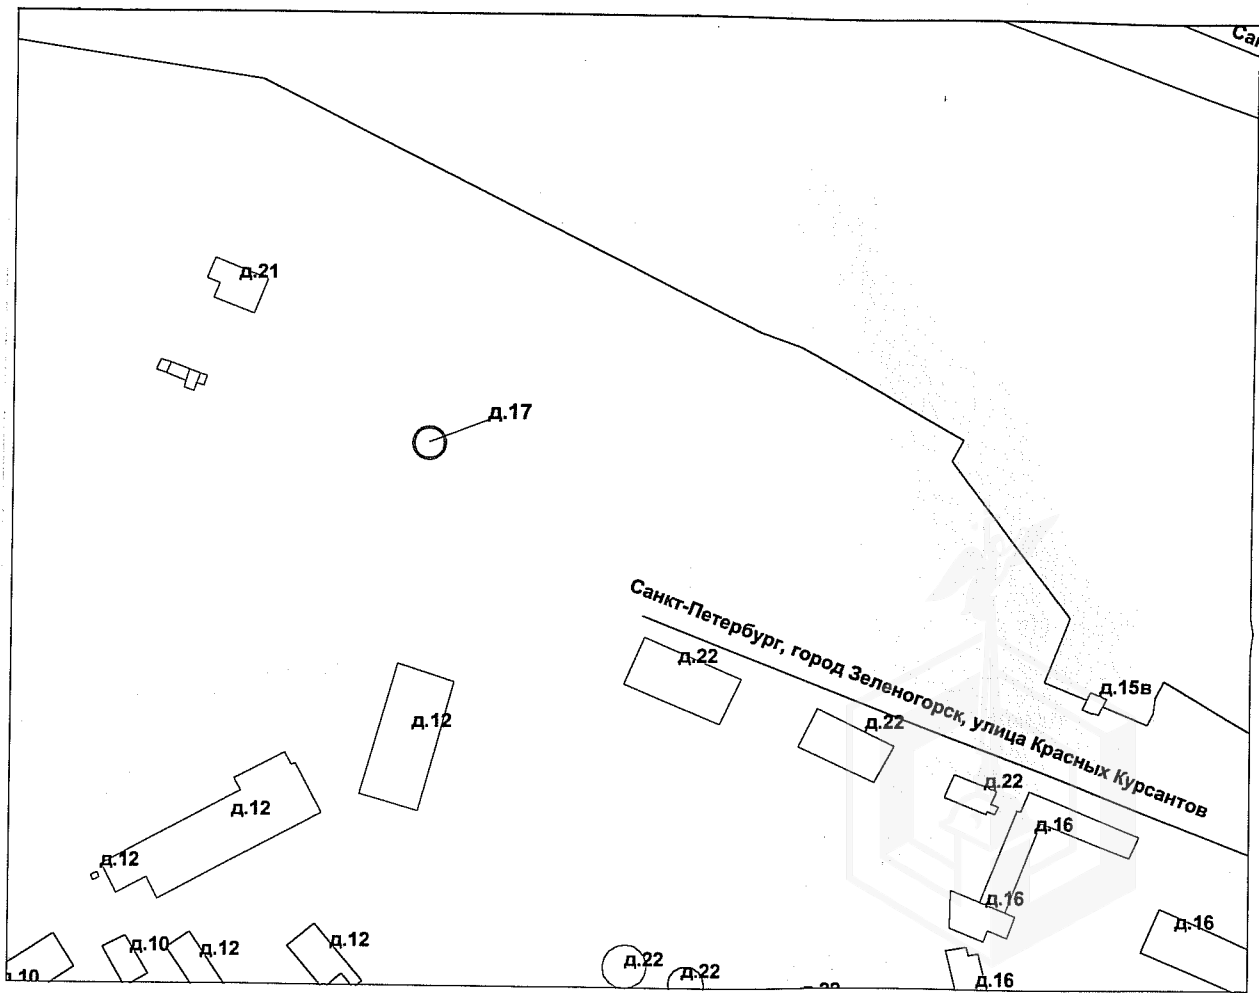 д.21
д.17
Санкт-Петербург, город Зеленогорск, улица Красных Курсантов
д.22
д.15в
д.12
д.22
д.22
д.12
д.16
д.12
д.16
д.16
д.10
д.12
д.12
д.22
д.22
д.16